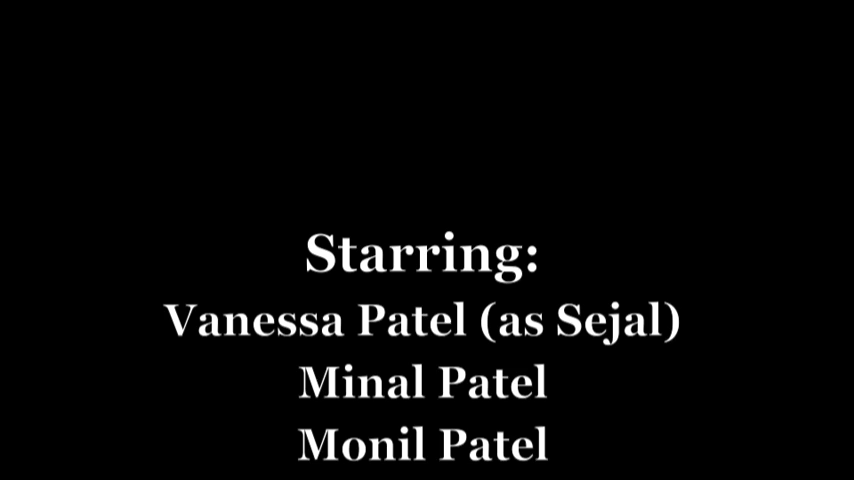 Starring:
Vanessa Patel (as Sejal)
Minal Patel
Monil Patel